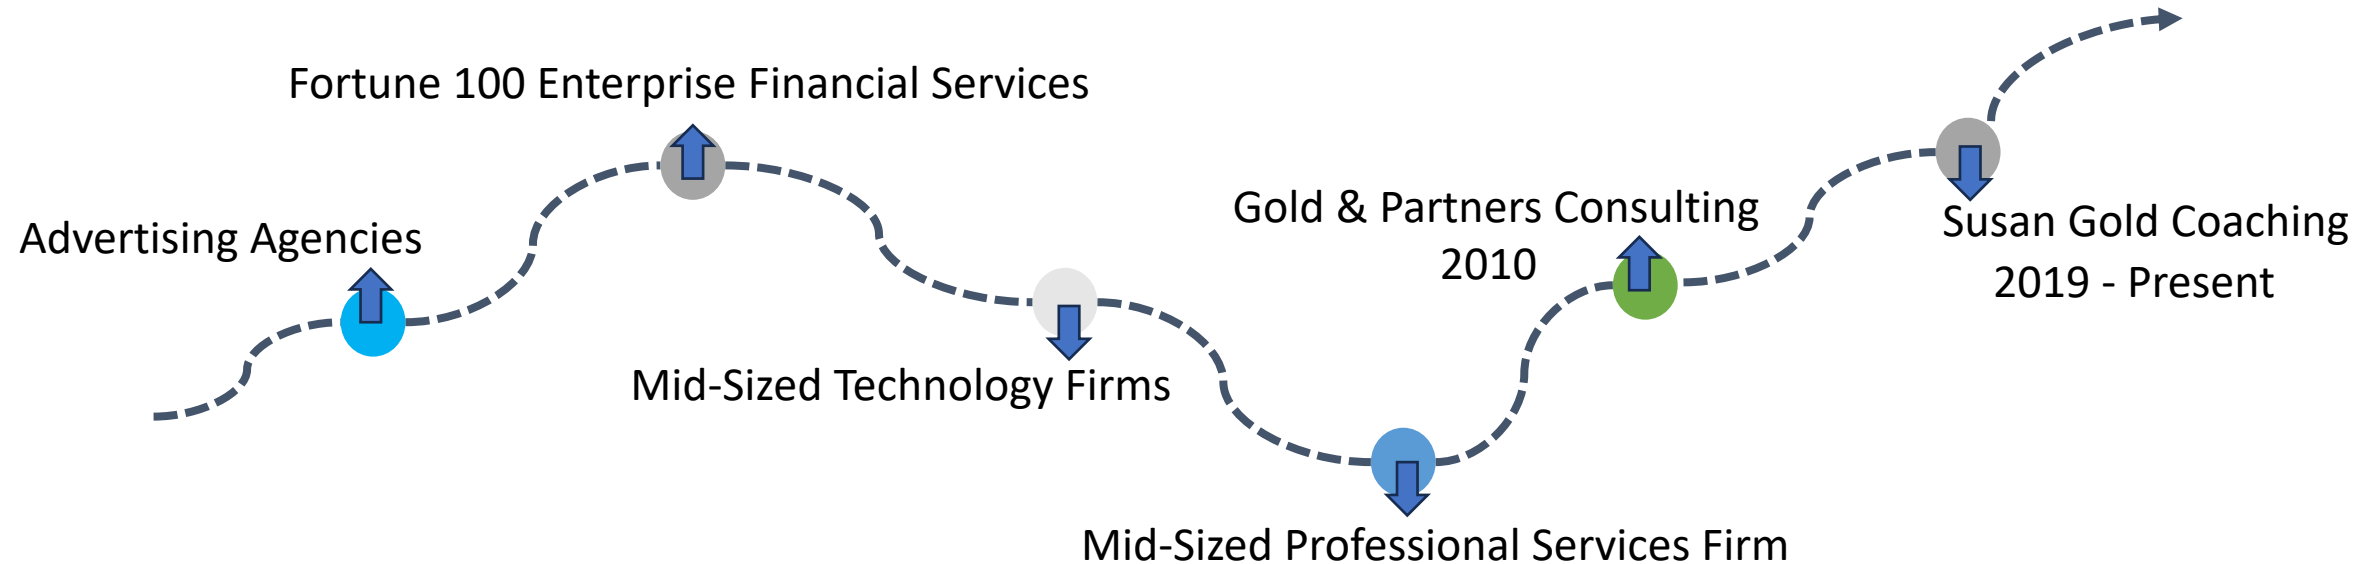 Fortune 100 Enterprise Financial Services
Advertising Agencies
Mid-Sized Technology Firms
Mid-Sized Professional Services Firm
Gold & Partners Consulting
2010
Susan Gold Coaching
2019 - Present